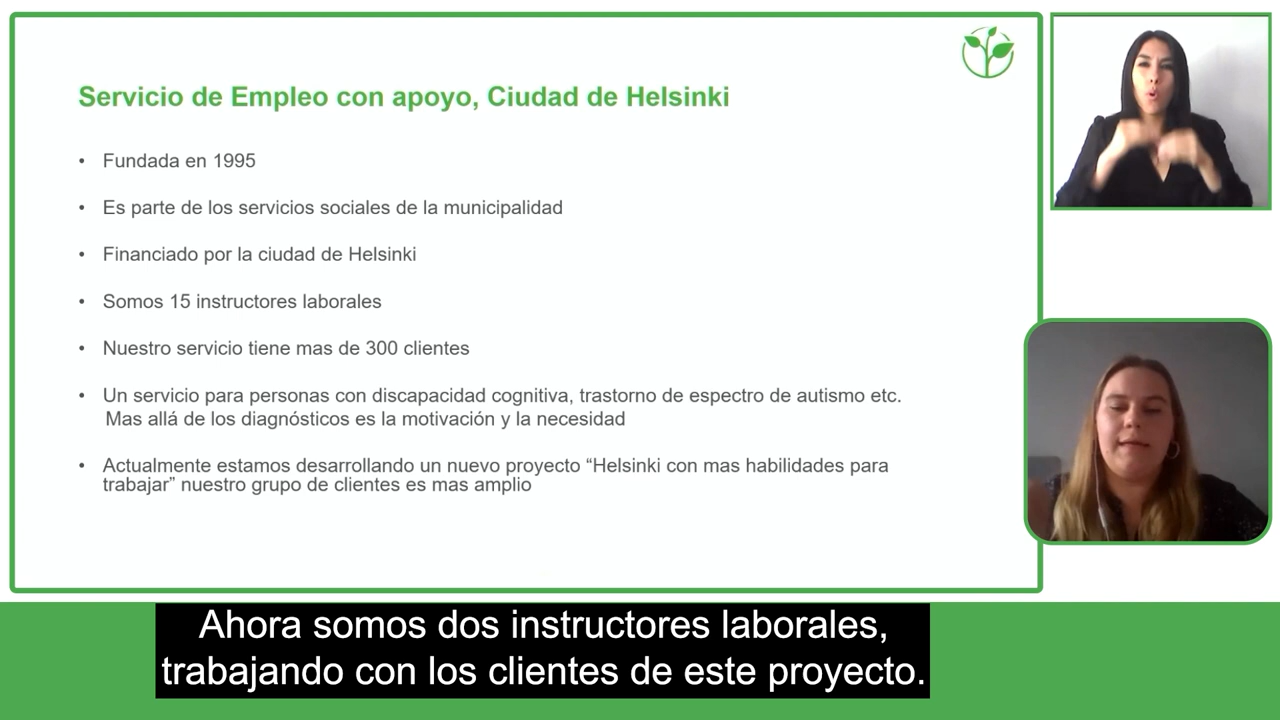 Servicio de Empleo con apoyo, Ciudad de Helsinki
• Fundada en 1995
• Es parte de los servicios sociales de la municipalidad
• Financiado por la ciudad de Helsinki
• Somos 15 instructores laborales
• Nuestro servicio tiene mas de 300 clientes
• Un servicio para personas con discapacidad cognitiva, trastorno de espectro de autismo etc.
Mas allá de los diagnósticos es la motivación y la necesidad
• Actualmente estamos desarrollando un nuevo proyecto “Helsinki con mas habilidades para
trabajar” nuestro grupo de clientes es mas amplio
Ahora somos dos instructores laborales,
trabajando con los clientes de este proyecto.